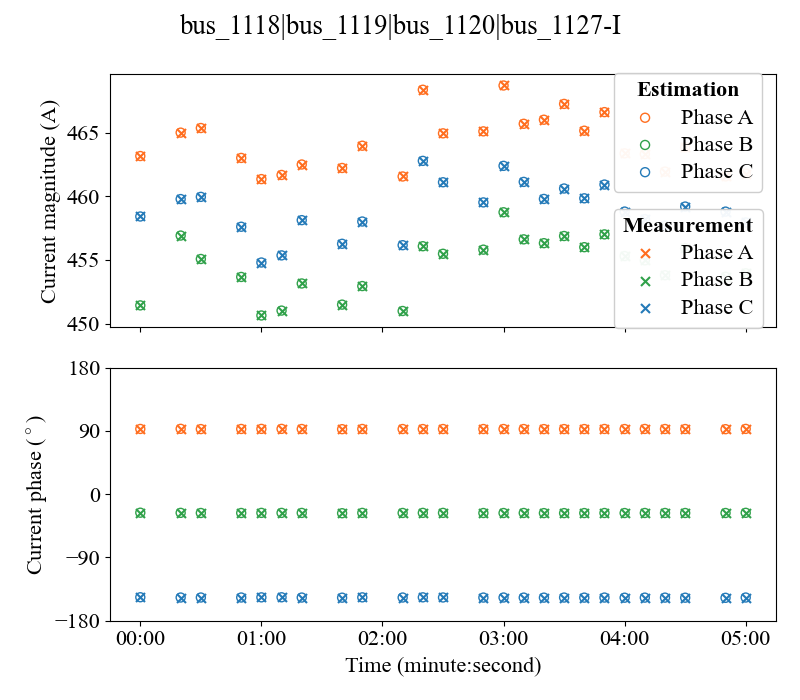 bus_1118|bus_1119|bus_1120|bus_1127-I
Current magnitude (A)
465
460
455
450
Estimation
Phase A
Phase B
Phase C
Measurement
Phase A
Phase B
Phase C
Current phase (°)
180
90
0
−90
−180
00:00 01:00 02:00 03:00 04:00 05:00
Time (minute:second)